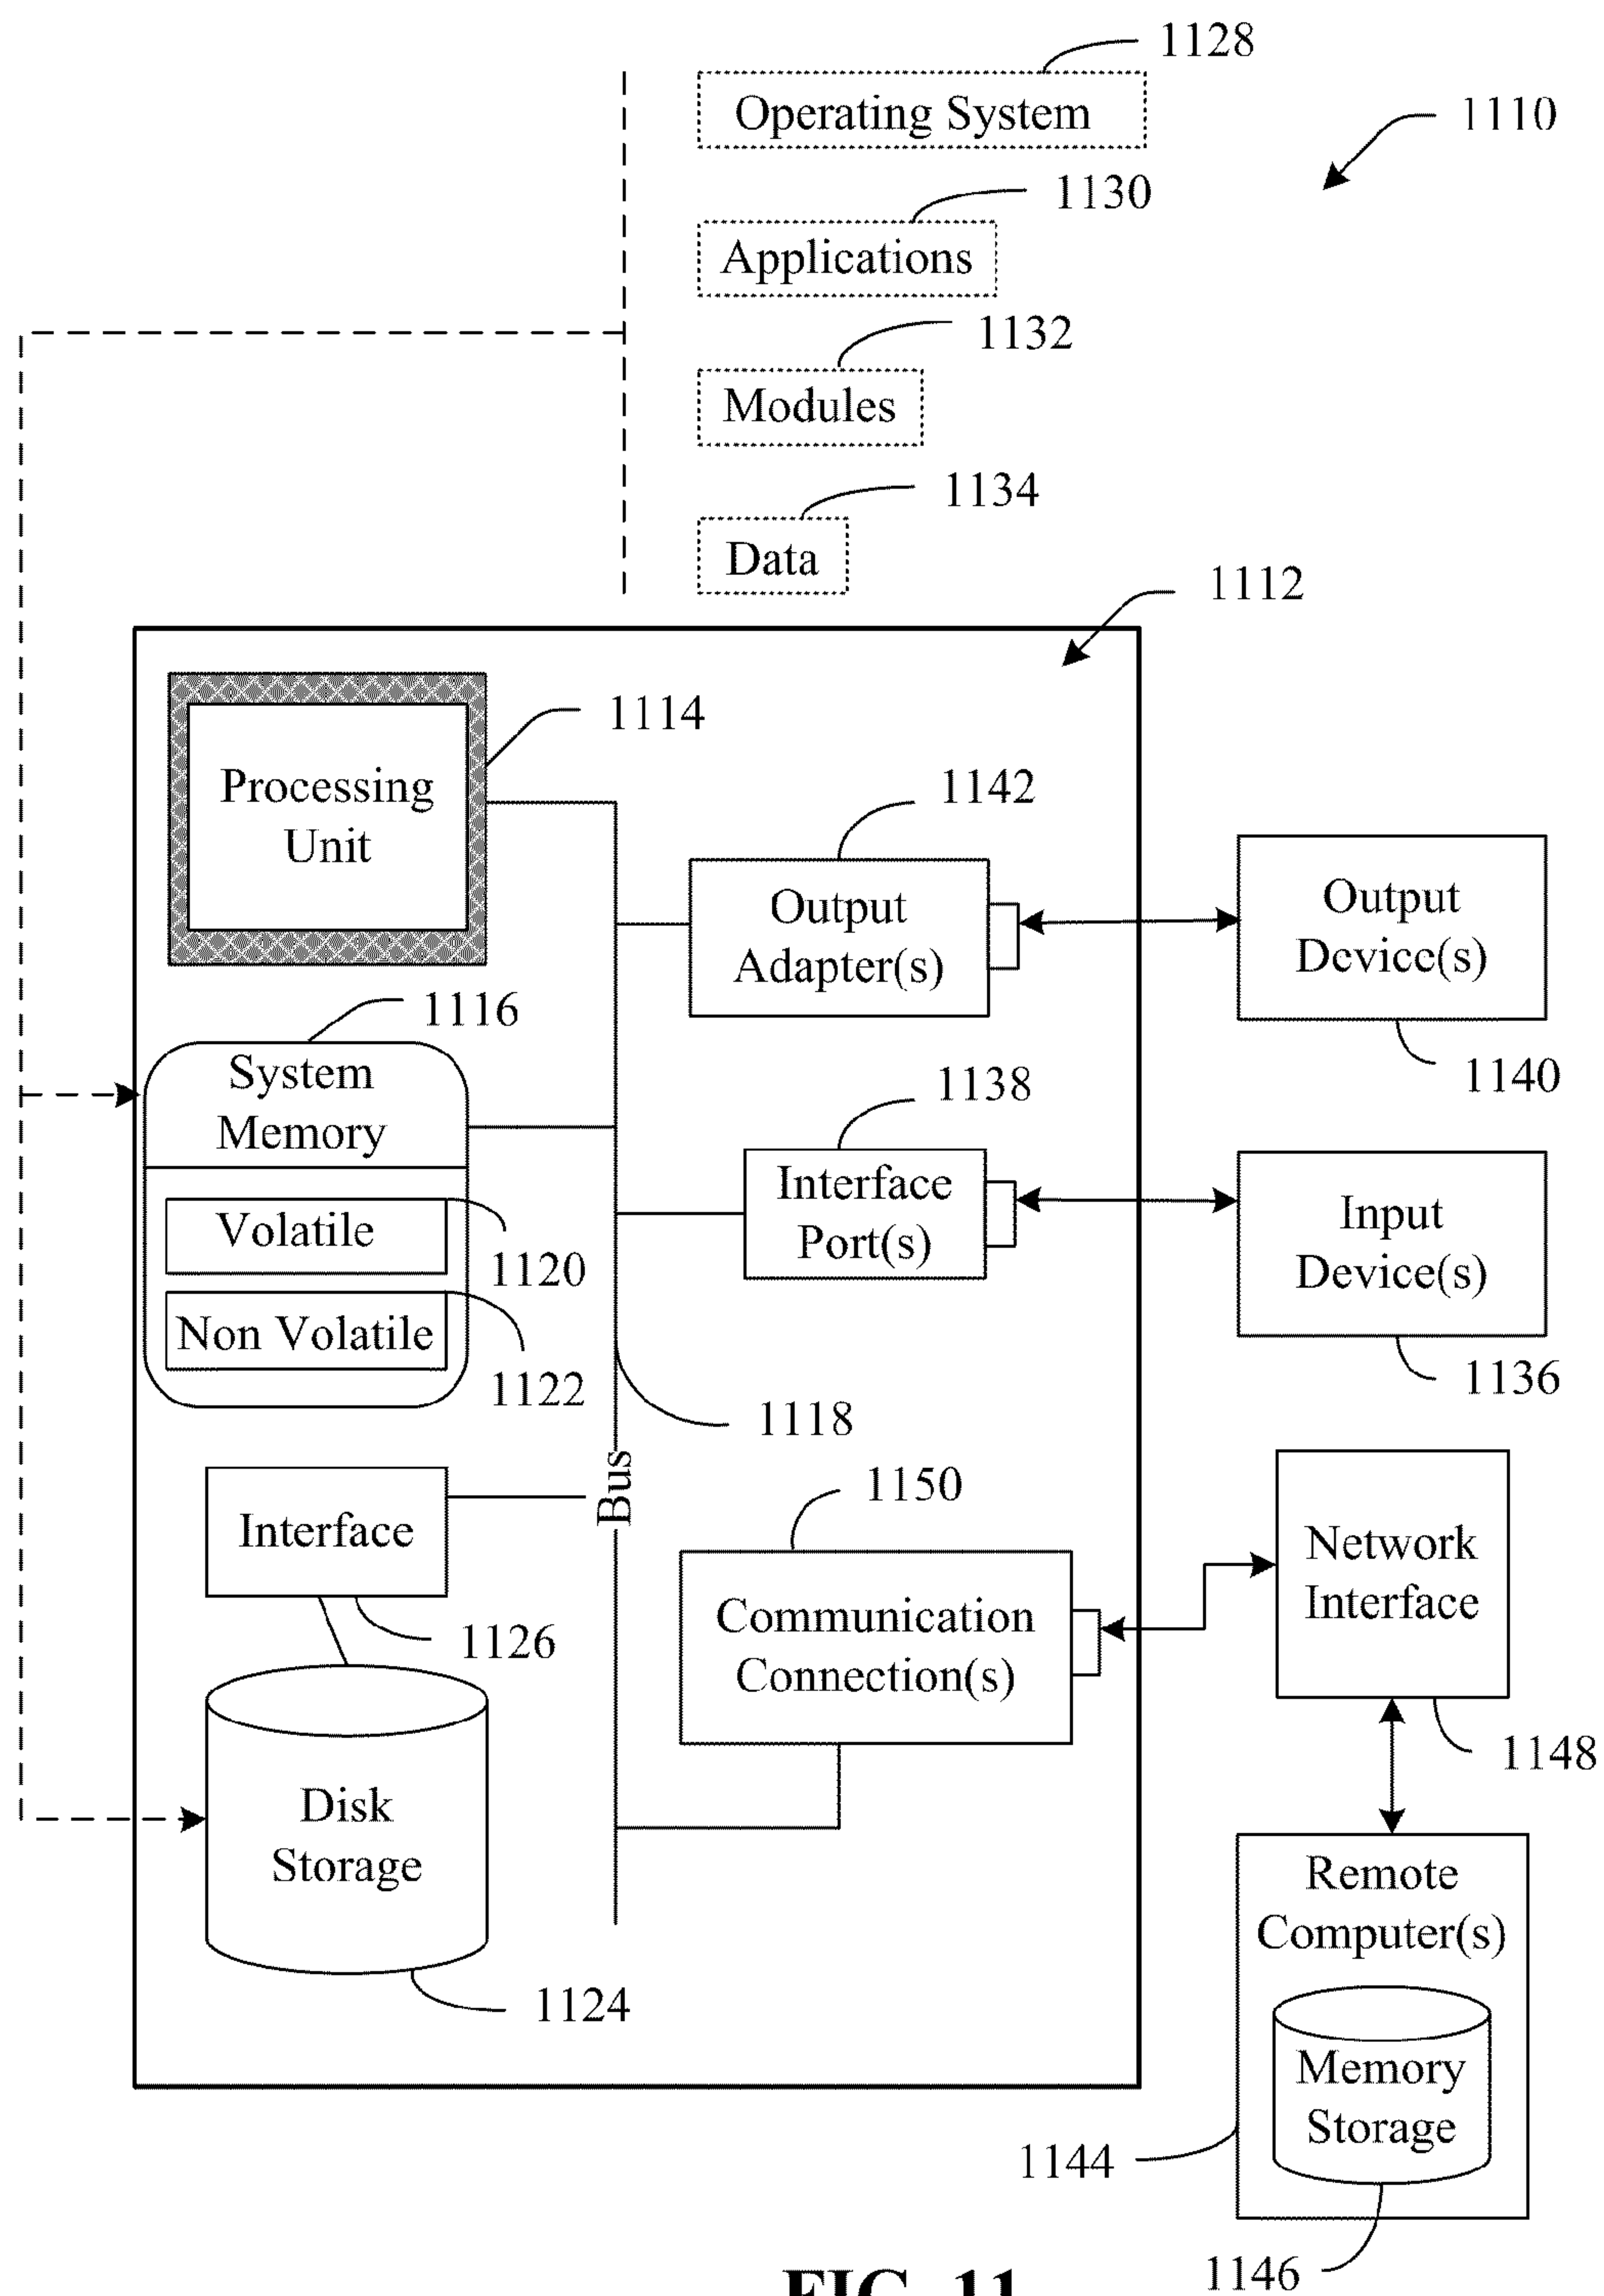 1128
Operating System
1110
1130
Applications
1132
Modules
1134
Data
1112
1114
Processing
Unit
1142
Output
Adapter(s)
Output
Device(s)
1140
1116
System
Memory
1138
Interface
Port(s)
Input
Device(s)
1136
Volatile
1120
Non Volatile
1122
1118
Bus
Interface
1126
1150
Communication
Connection(s)
Network
Interface
1148
Disk
Storage
1124
Remote
Computer(s)
Memory
Storage
1144
1146
FIG. 11